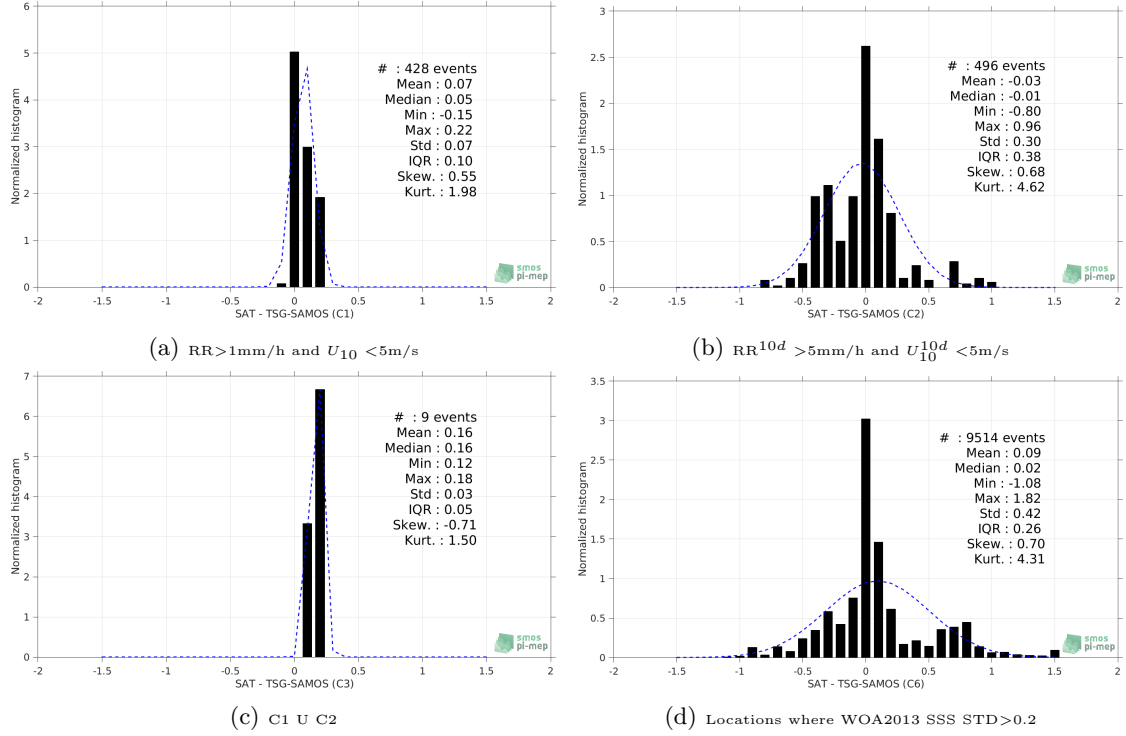 6
5
4
3
2
1
0
Normalized histogram
# : 428 events
Mean : 0.07
Median : 0.05
Min : -0.15
Max : 0.22
Std : 0.07
IQR : 0.10
Skew. : 0.55
Kurt. : 1.98
smos
pi-mep
-2 -1.5 -1 -0.5 0 0.5 1 1.5 2
SAT - TSG-SAMOS (C1)
(a) RR>1mm/h and U10 <5m/s
3
2.5
2
1.5
1
0.5
0
Normalized histogram
# : 496 events
Mean : -0.03
Median : -0.01
Min : -0.80
Max : 0.96
Std : 0.30
IQR : 0.38
Skew. : 0.68
Kurt. : 4.62
smos
pi-mep
-2 -1.5 -1 -0.5 0 0.5 1 1.5 2
SAT - TSG-SAMOS (C2)
(b) RR10d >5mm/h and U10d10 <5m/s
7
6
5
4
3
2
1
0
Normalized histogram
# : 9 events
Mean : 0.16
Median : 0.16
Min : 0.12
Max : 0.18
Std : 0.03
IQR : 0.05
Skew. : -0.71
Kurt. : 1.50
smos
pi-mep
-2 -1.5 -1 -0.5 0 0.5 1 1.5 2
SAT - TSG-SAMOS (C3)
(c) C1 U C2
3.5
3
2.5
2
1.5
1
0.5
0
Normalized histogram
# : 9514 events
Mean : 0.09
Median : 0.02
Min : -1.08
Max : 1.82
Std : 0.42
IQR : 0.26
Skew. : 0.70
Kurt. : 4.31
smos
pi-mep
-2 -1.5 -1 -0.5 0 0.5 1 1.5 2
SAT - TSG-SAMOS (C6)
(d) Locations where WOA2013 SSS STD>0.2